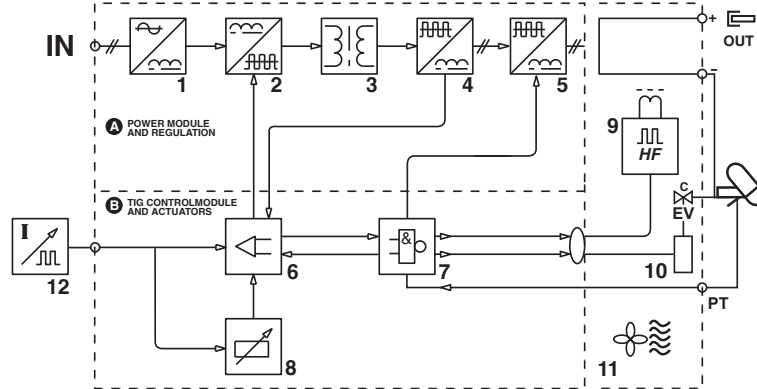 IN
1
2
3
4
5
+
OUT
-
A POWER MODULE
AND REGULATION
9
HF
B TIG CONTROLMODULE
AND ACTUATORS
C
EV
I
12
6
&
7
10
PT
8
11